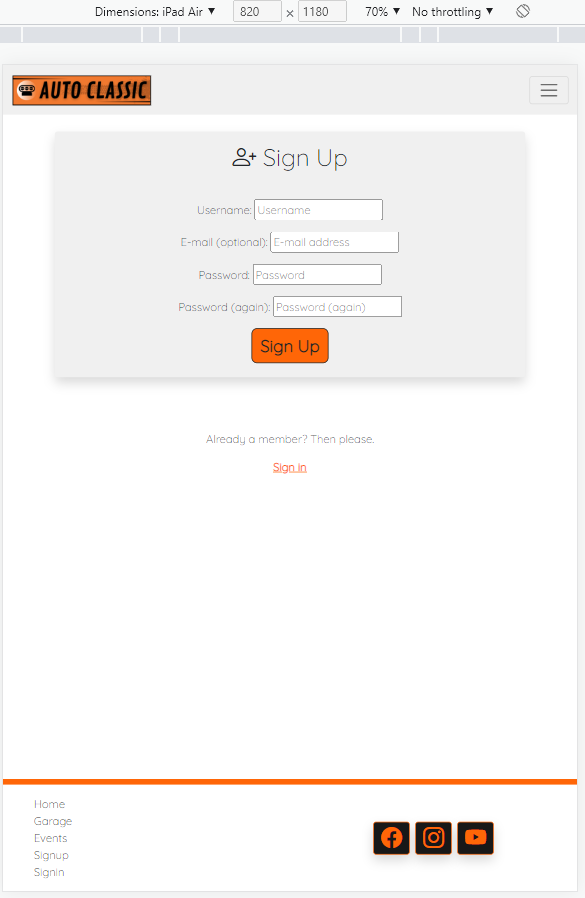 Dimensions: iPad Air ▼ 820 × 1180 70% ▼ No throttling ▼
AUTO CLASSIC
Sign Up
Username: Username
E-mail (optional): E-mail address
Password: Password
Password (again): Password (again)
Sign Up
Already a member? Then please.
Sign in
Home
Garage
Events
Signup
Signin